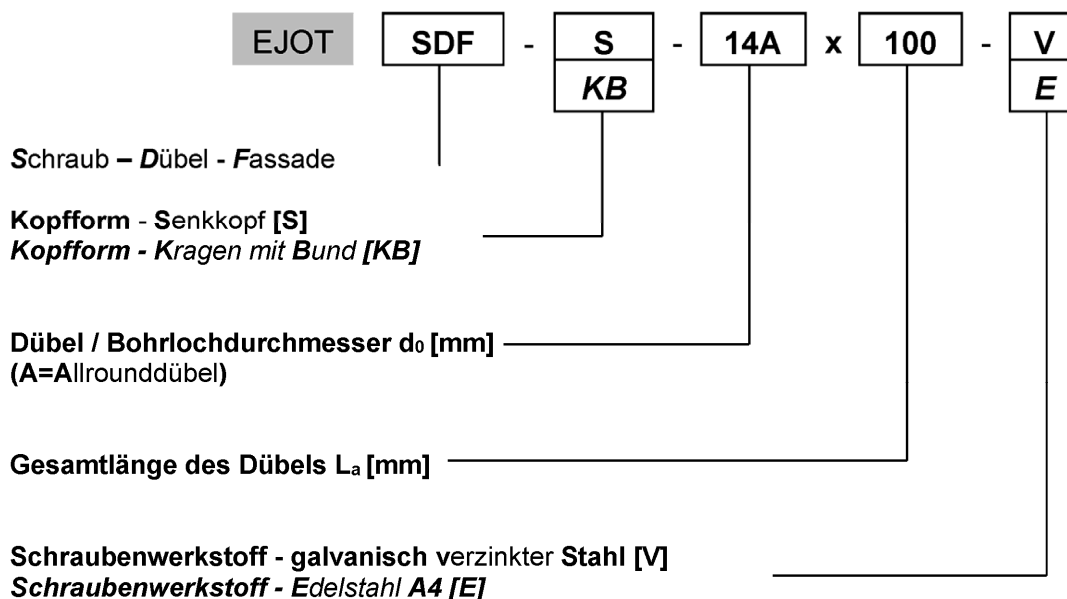 EJOT SDF - S - 14A x 100 - V
KB E
Schraub – Dübel - Fassade
Kopfform - Senkkopf [S]
Kopfform - Kragen mit Bund [KB]
Dübel / Bohrlochdurchmesser d₀ [mm]
(A=Allrounddübel)
Gesamtlänge des Dübels Lₐ [mm]
Schraubenwerkstoff - galvanisch verzinkter Stahl [V]
Schraubenwerkstoff - Edelstahl A4 [E]